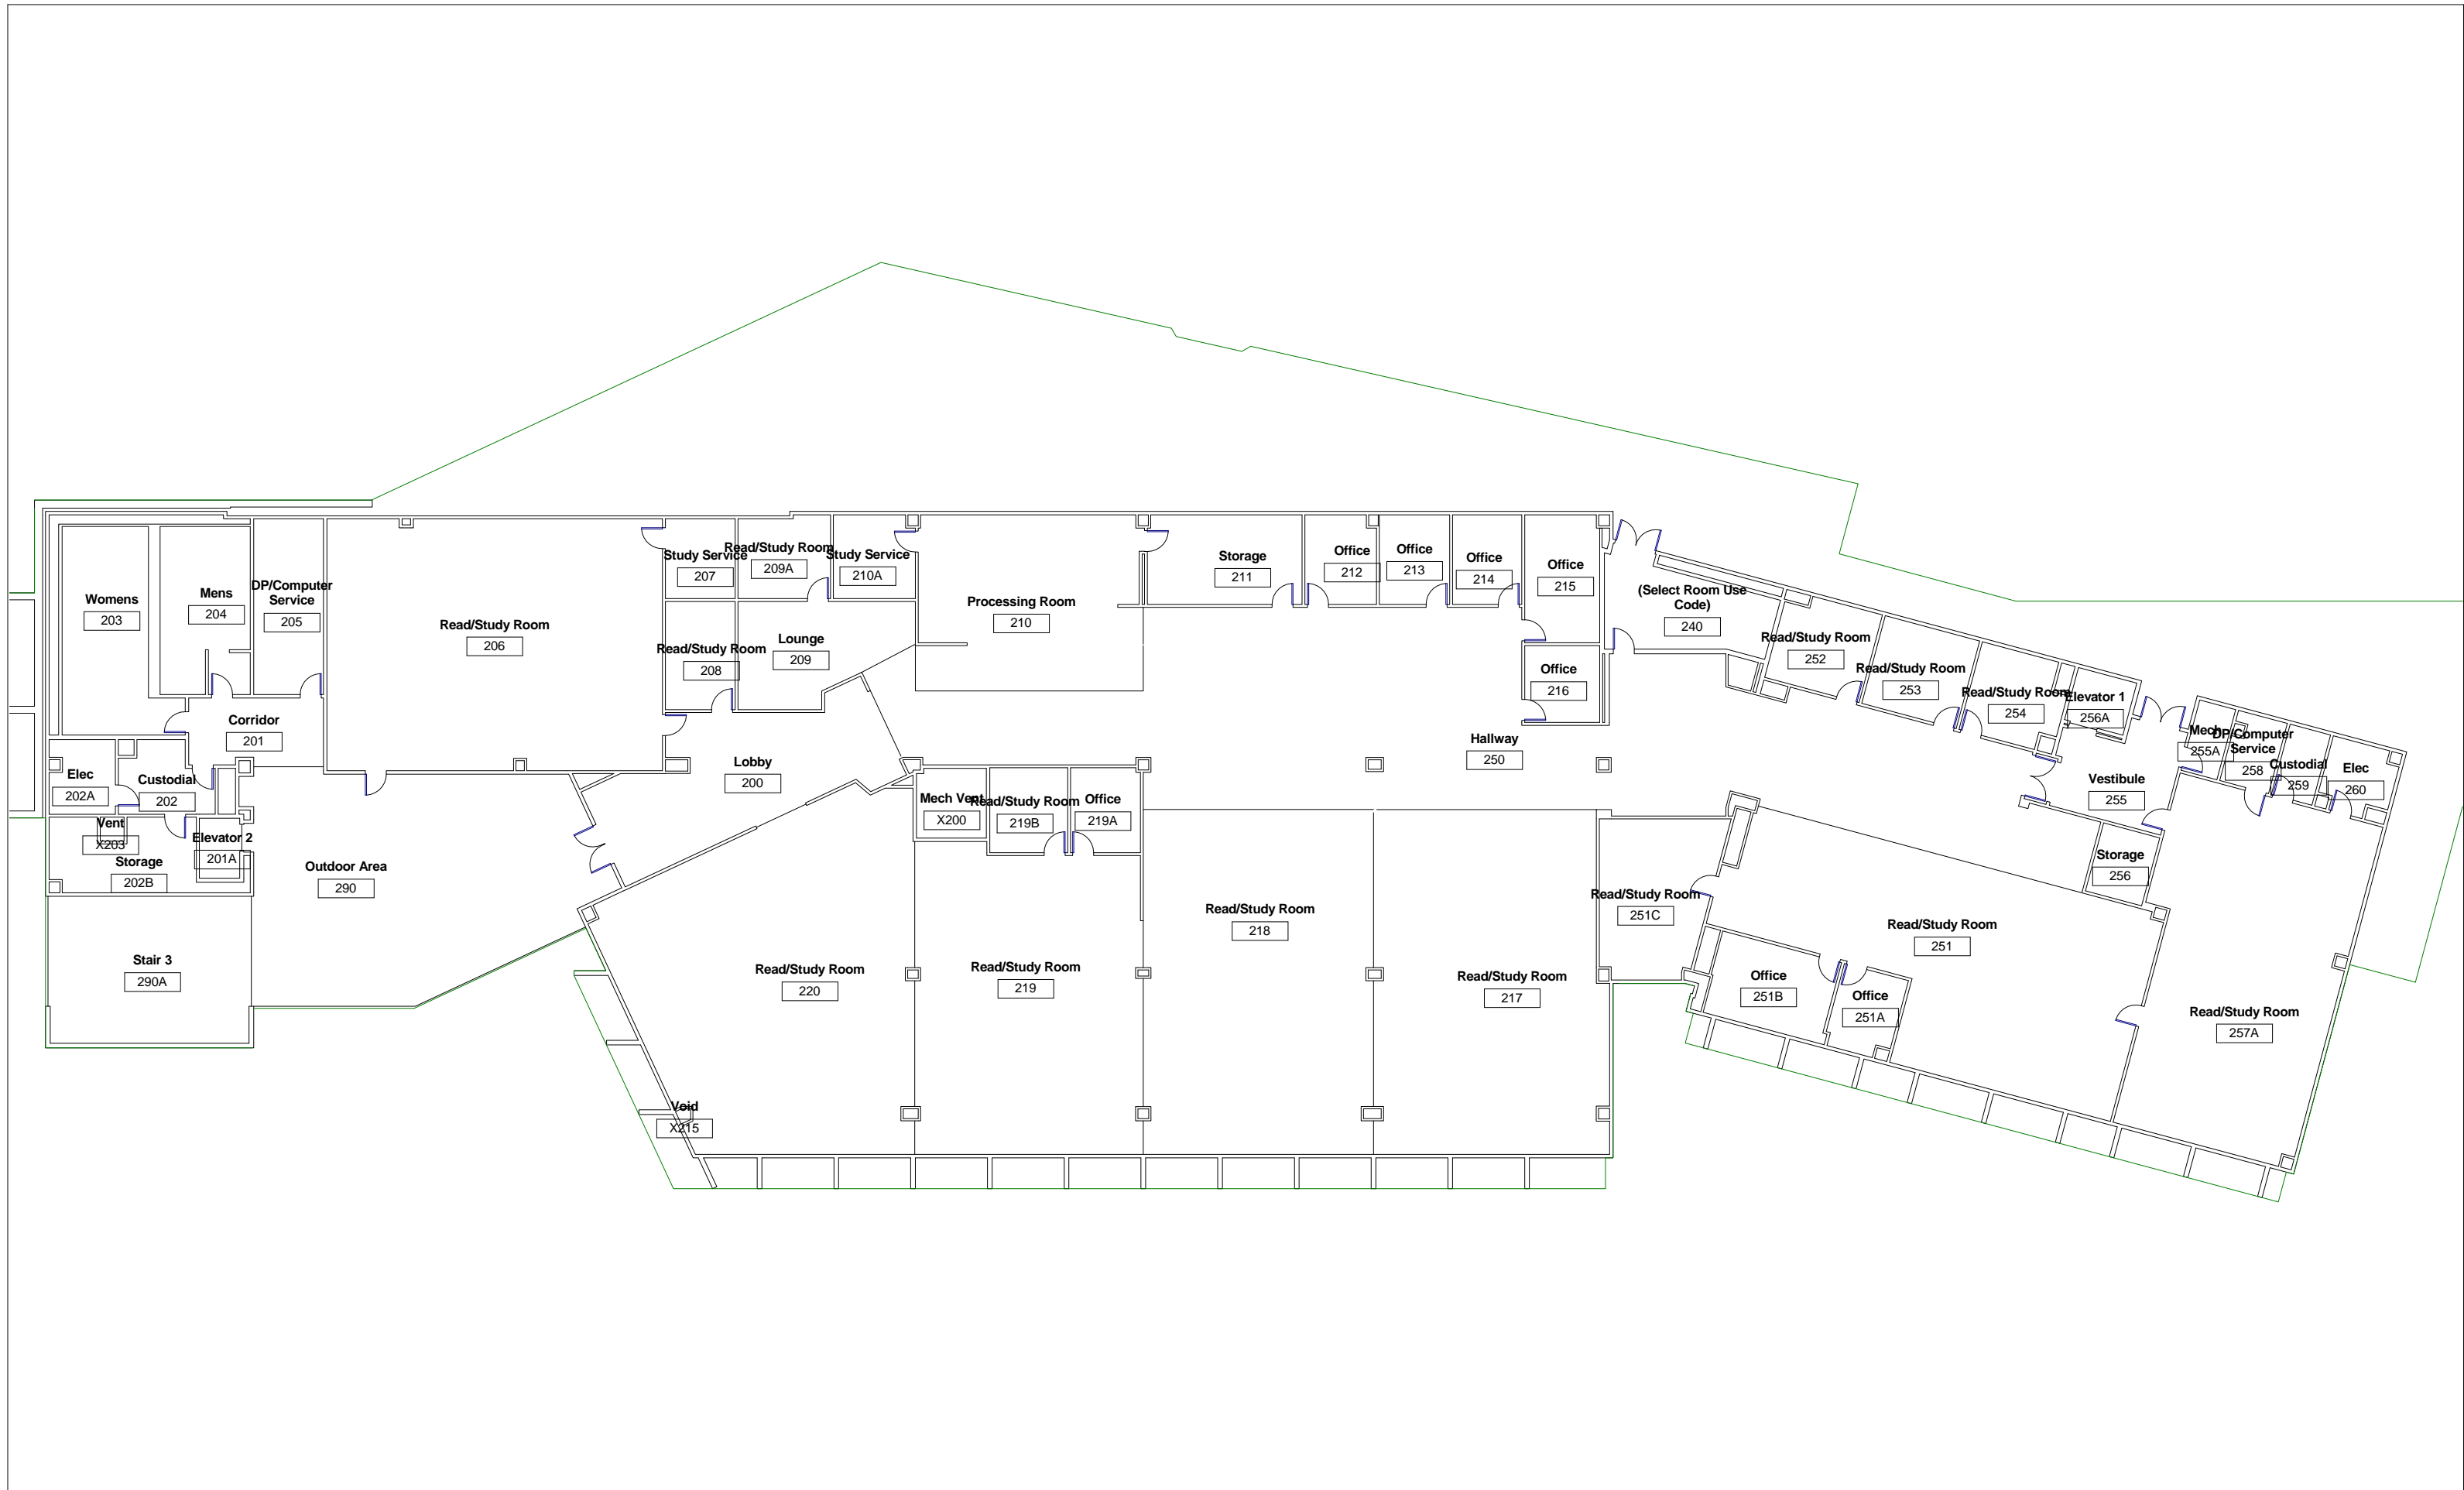 Womens
203
Mens
204
DP/Computer
Service
205
Read/Study Room
206
Study Service
207
Read/Study Room
209A
Study Service
210A
Read/Study Room
208
Lounge
209
Processing Room
210
Storage
211
Office
212
Office
213
Office
214
Office
215
Office
216
(Select Room Use
Code)
240
Read/Study Room
252
Read/Study Room
253
Read/Study Room
254
Elevator 1
256A
Mech
255A
DP/Computer
Service
258
Custodial
259
Elec
260
Corridor
201
Elec
202A
Custodial
202
Vent
X203
Elevator 2
201A
Storage
202B
Lobby
200
Hallway
250
Vestibule
255
Mech Vent
X200
Read/Study Room
219B
Office
219A
Storage
256
Outdoor Area
290
Stair 3
290A
Read/Study Room
220
Read/Study Room
219
Read/Study Room
218
Read/Study Room
217
Read/Study Room
251C
Read/Study Room
251
Office
251B
Office
251A
Read/Study Room
257A
Void
X215